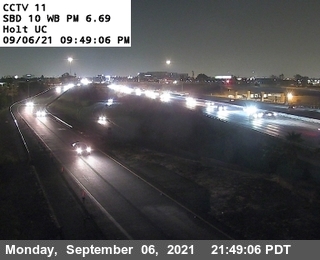 CCTV 11
SBD 10 WB PM 6.69
Holt UC
09/06/21 09:49:06 PM
Monday, September 06, 2021 21:49:06 PDT